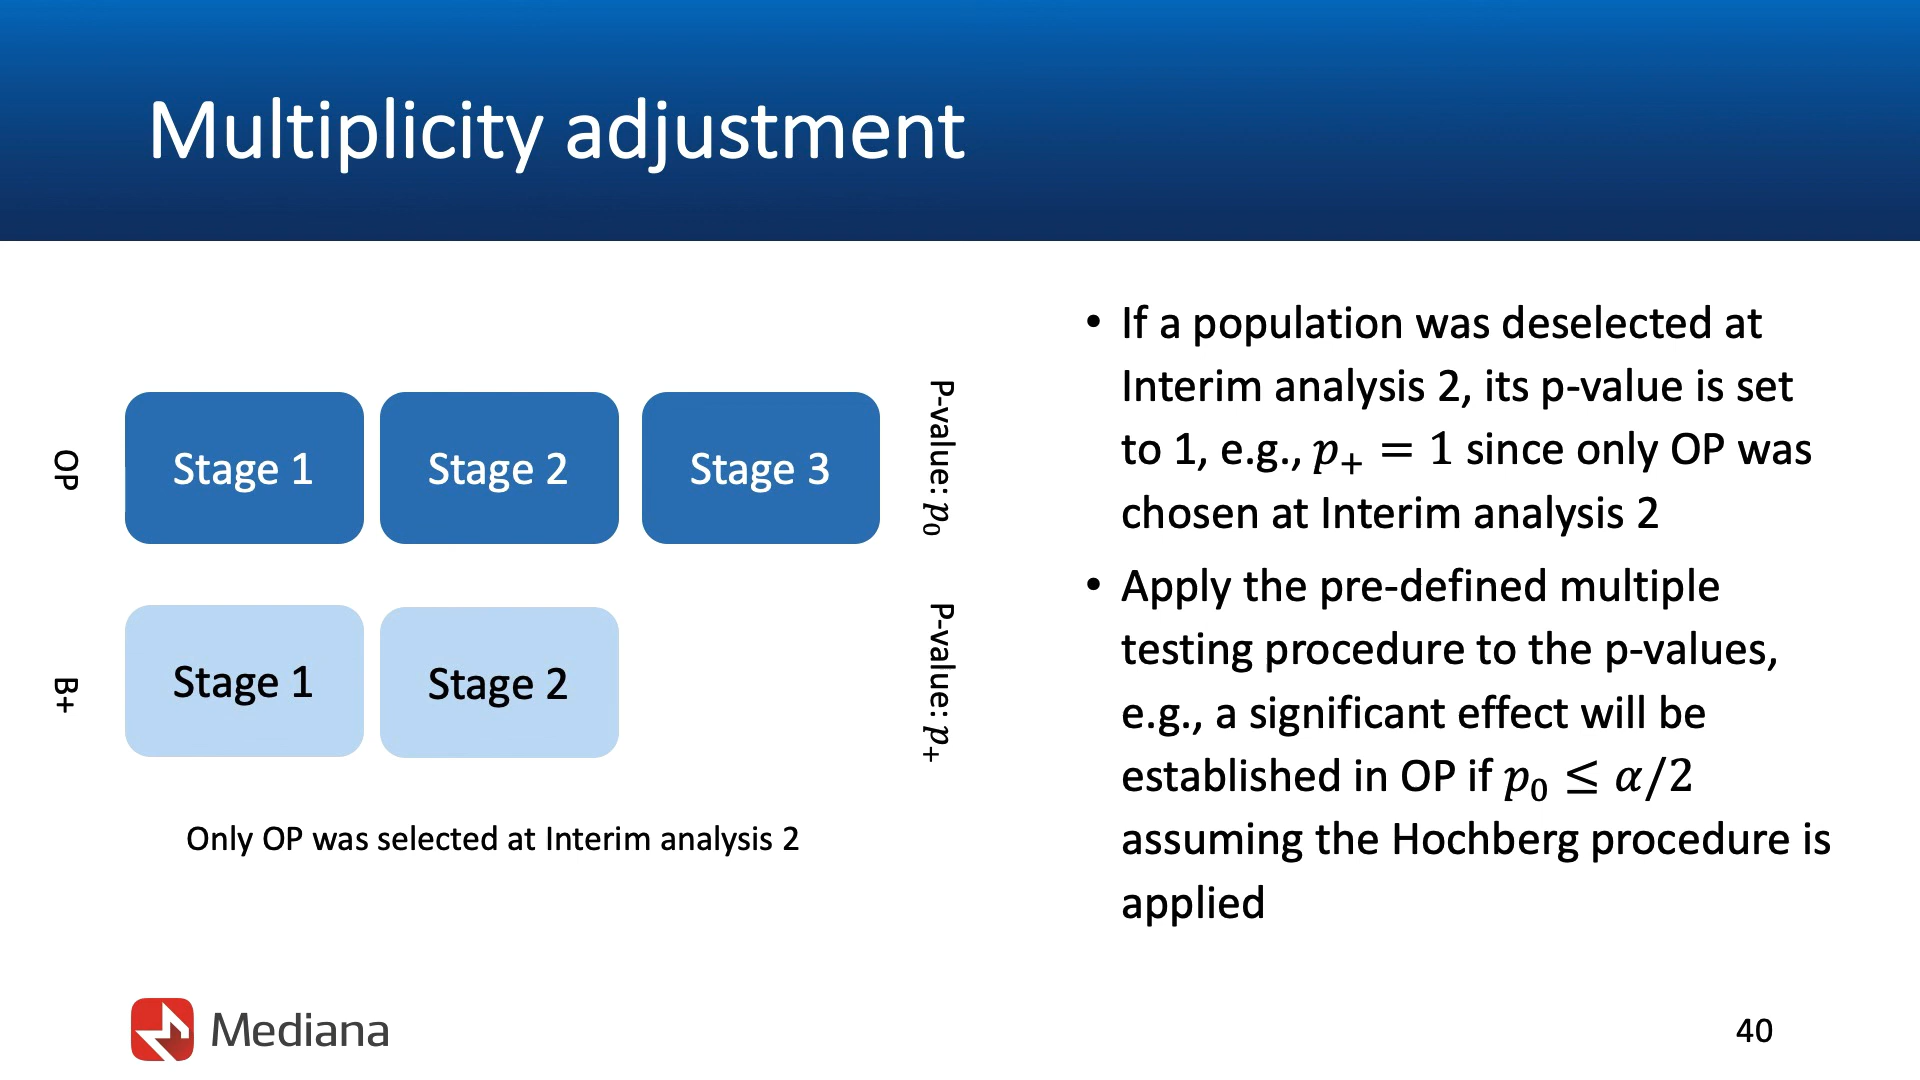 Multiplicity adjustment
OP
Stage 1
Stage 2
Stage 3
P-value: p₀
B+
Stage 1
Stage 2
P-value: p₊
Only OP was selected at Interim analysis 2
• If a population was deselected at
Interim analysis 2, its p-value is set
to 1, e.g., p₊ = 1 since only OP was
chosen at Interim analysis 2
• Apply the pre-defined multiple
testing procedure to the p-values,
e.g., a significant effect will be
established in OP if p₀ ≤ α/2
assuming the Hochberg procedure is
applied
Mediana
40